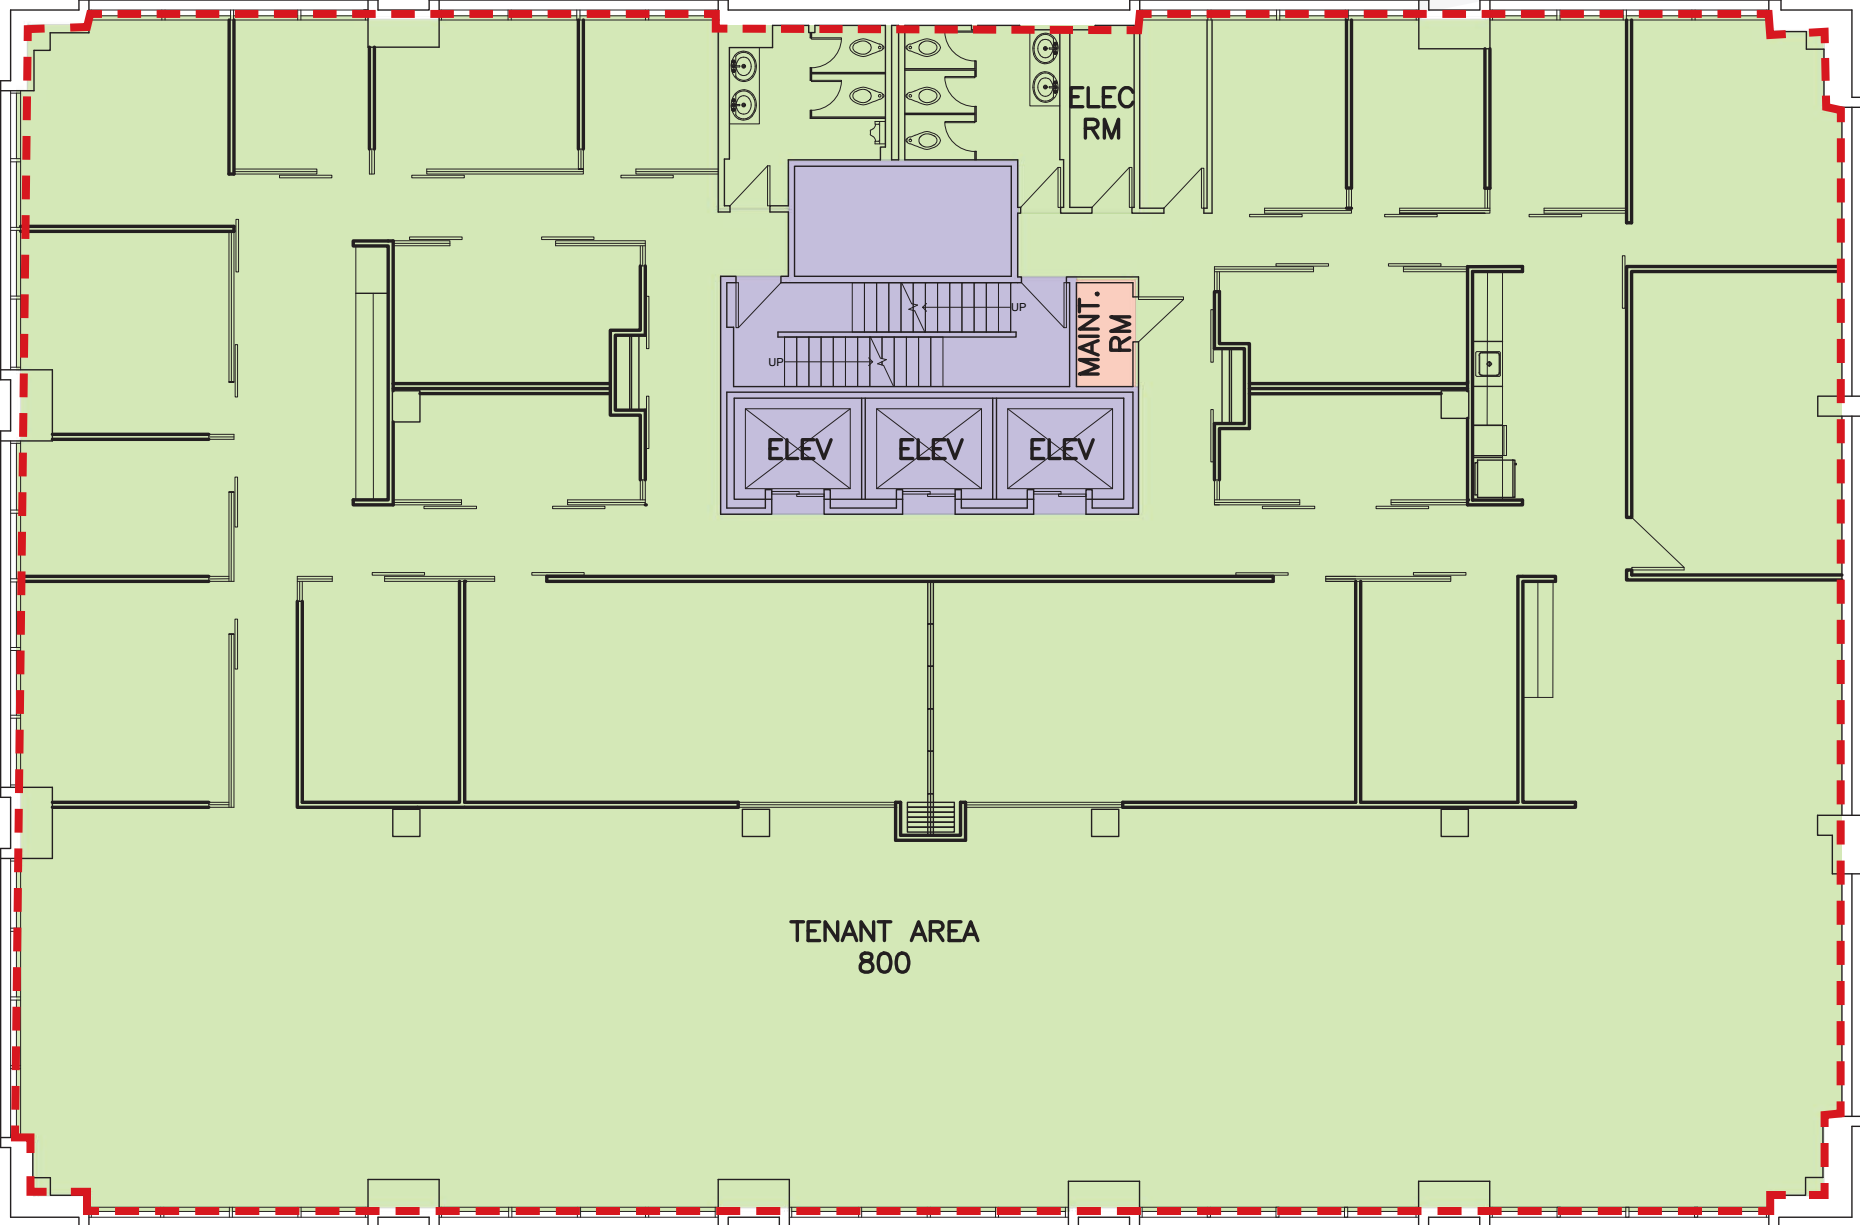 ELEC
RM
MAINT.
RM
UP
UP
ELEV
ELEV
ELEV
TENANT AREA
800